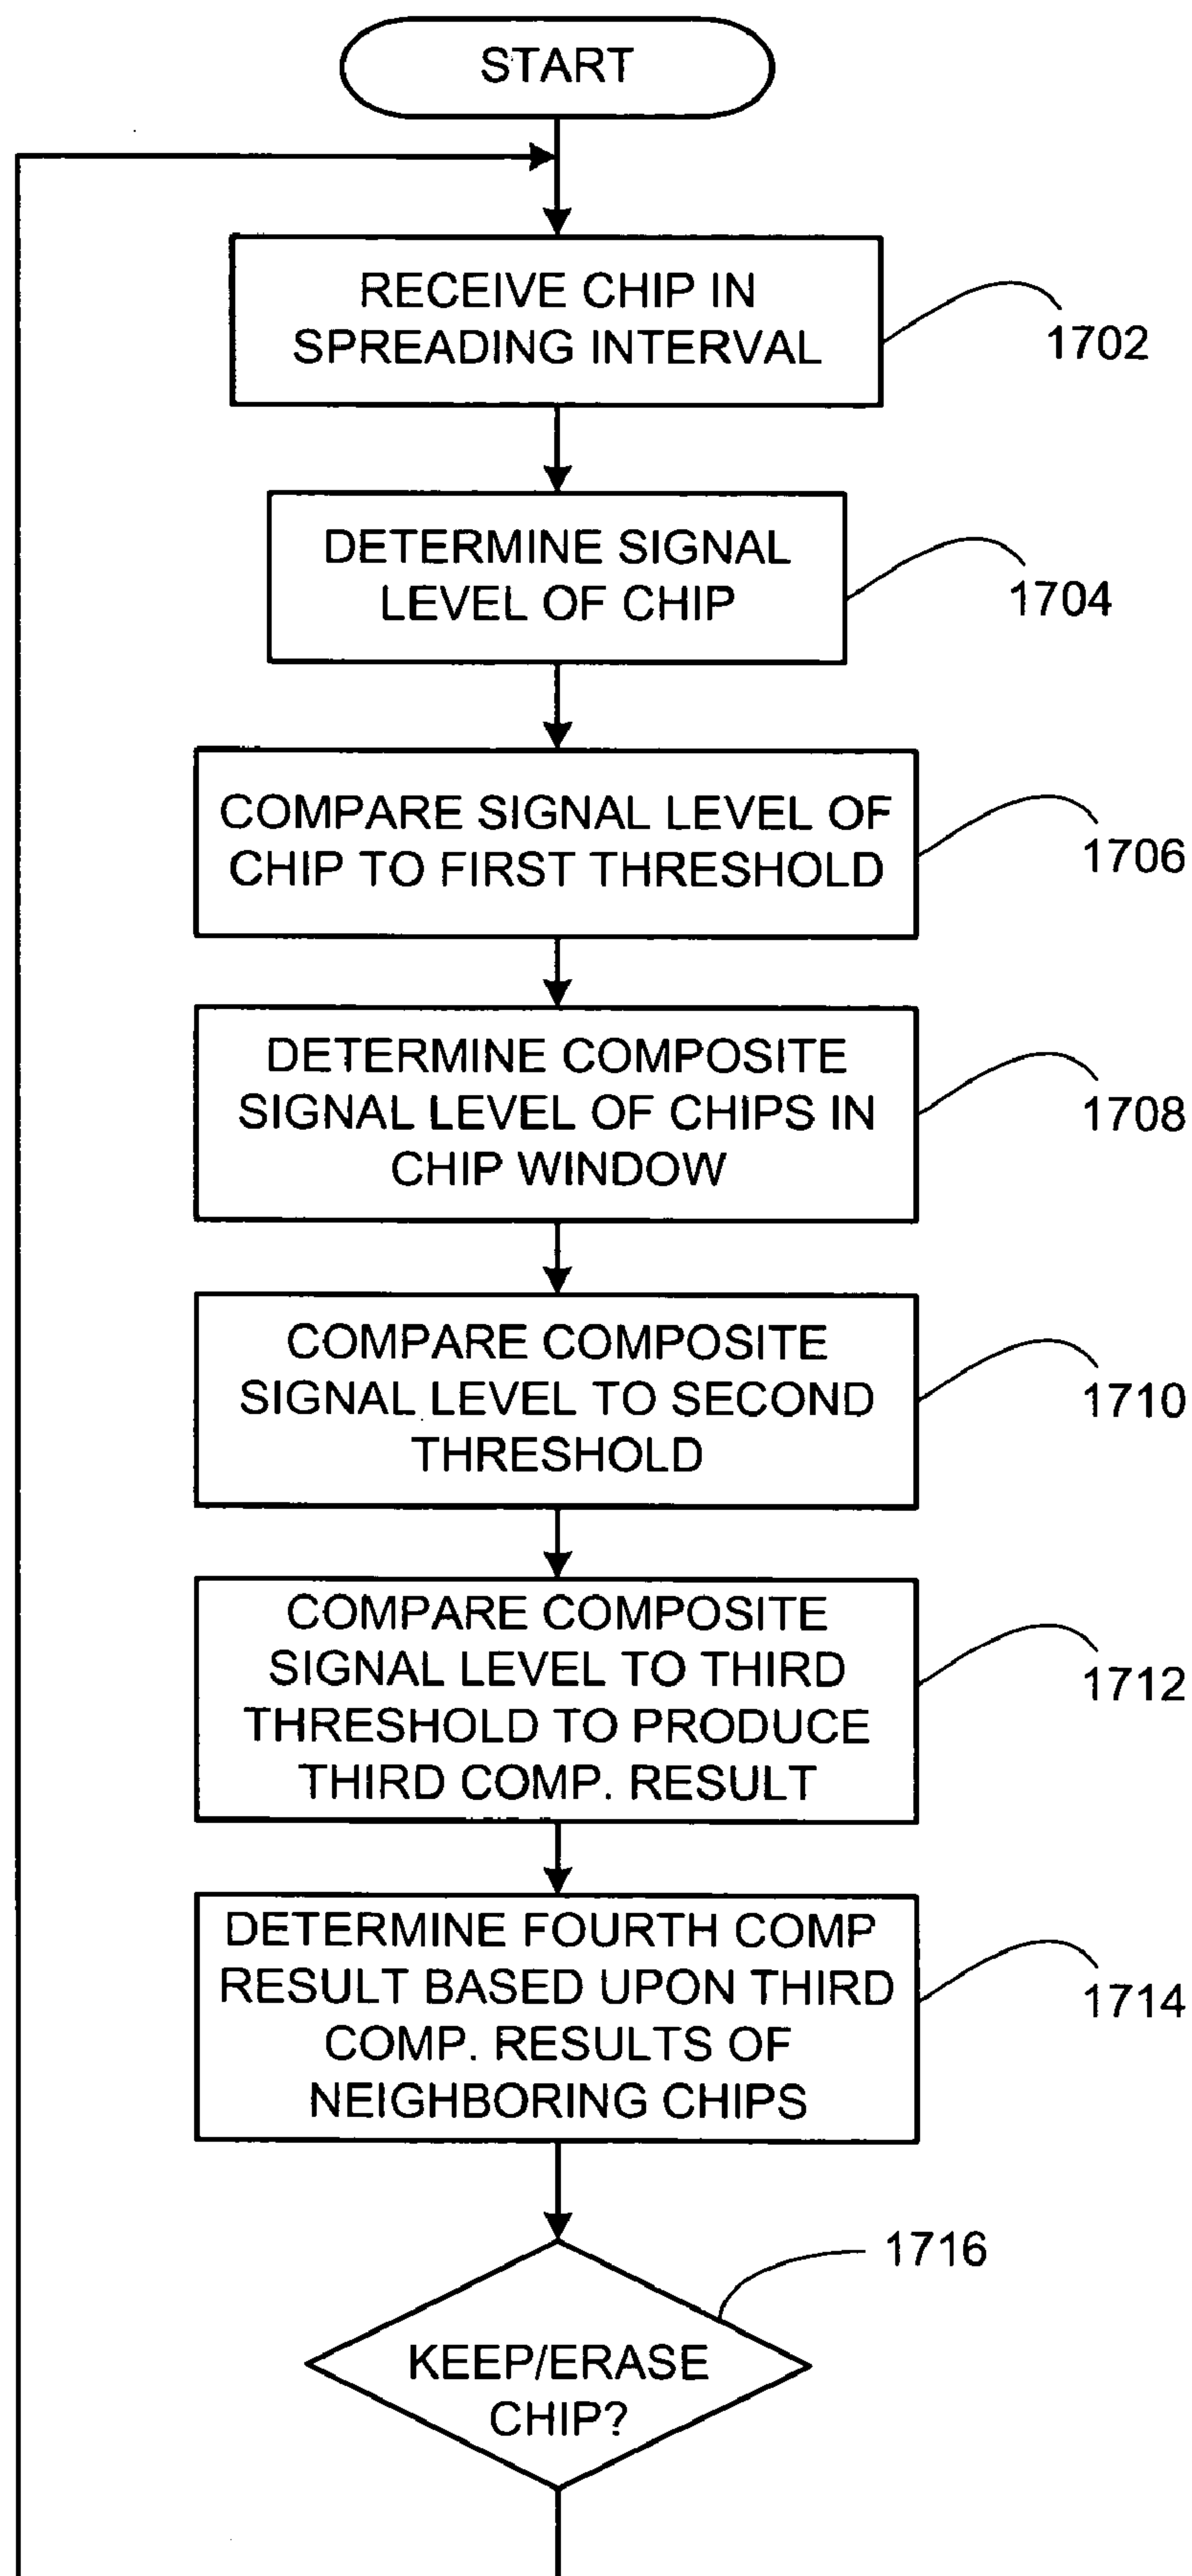 START
RECEIVE CHIP IN
SPREADING INTERVAL
1702
DETERMINE SIGNAL
LEVEL OF CHIP
1704
COMPARE SIGNAL LEVEL OF
CHIP TO FIRST THRESHOLD
1706
DETERMINE COMPOSITE
SIGNAL LEVEL OF CHIPS IN
CHIP WINDOW
1708
COMPARE COMPOSITE
SIGNAL LEVEL TO SECOND
THRESHOLD
1710
COMPARE COMPOSITE
SIGNAL LEVEL TO THIRD
THRESHOLD TO PRODUCE
THIRD COMP. RESULT
1712
DETERMINE FOURTH COMP
RESULT BASED UPON THIRD
COMP. RESULTS OF
NEIGHBORING CHIPS
1714
1716
KEEP/ERASE
CHIP?